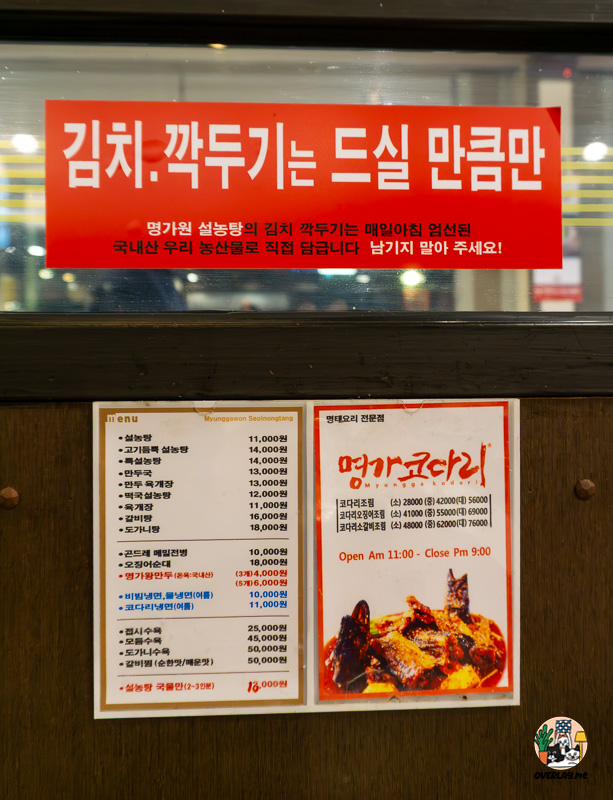 김치.깍두기는 드실 만큼만
명가원 설농탕의 김치 깍두기는 매일아침 엄선된
국내산 우리 농산물로 직접 담급니다 남기지 말아 주세요!
menu Myunggawon Seolnongtang
•설농탕 11,000원
•고기듬뿍 설농탕 14,000원
•특설농탕 14,000원
•만두국 13,000원
•만두 육개장 13,000원
•떡국설농탕 12,000원
•육개장 11,000원
•갈비탕 16,000원
•도가니탕 18,000원
•곤드레 메밀전병 10,000원
•오징어순대 18,000원
•명가왕만두(돈육:국내산) (3개)4,000원
(5개)6,000원
•비빔냉면,물냉면(여름) 10,000원
•코다리냉면(여름) 11,000원
•접시수육 25,000원
•모듬수육 45,000원
•도가니수육 50,000원
•갈비찜 (순한맛/매운맛) 50,000원
•설농탕 국물만(2~3인분) ,000원
명태요리 전문점
명가코다리
Myungga kodari
코다리조림 (소) 28000 (중) 42000(대) 56000
코다리오징어조림 (소) 41000 (중) 55000(대) 69000
코다리소갈비조림 (소) 48000 (중) 62000(대) 76000
Open Am 11:00 - Close Pm 9:00
OVERLAY.ME